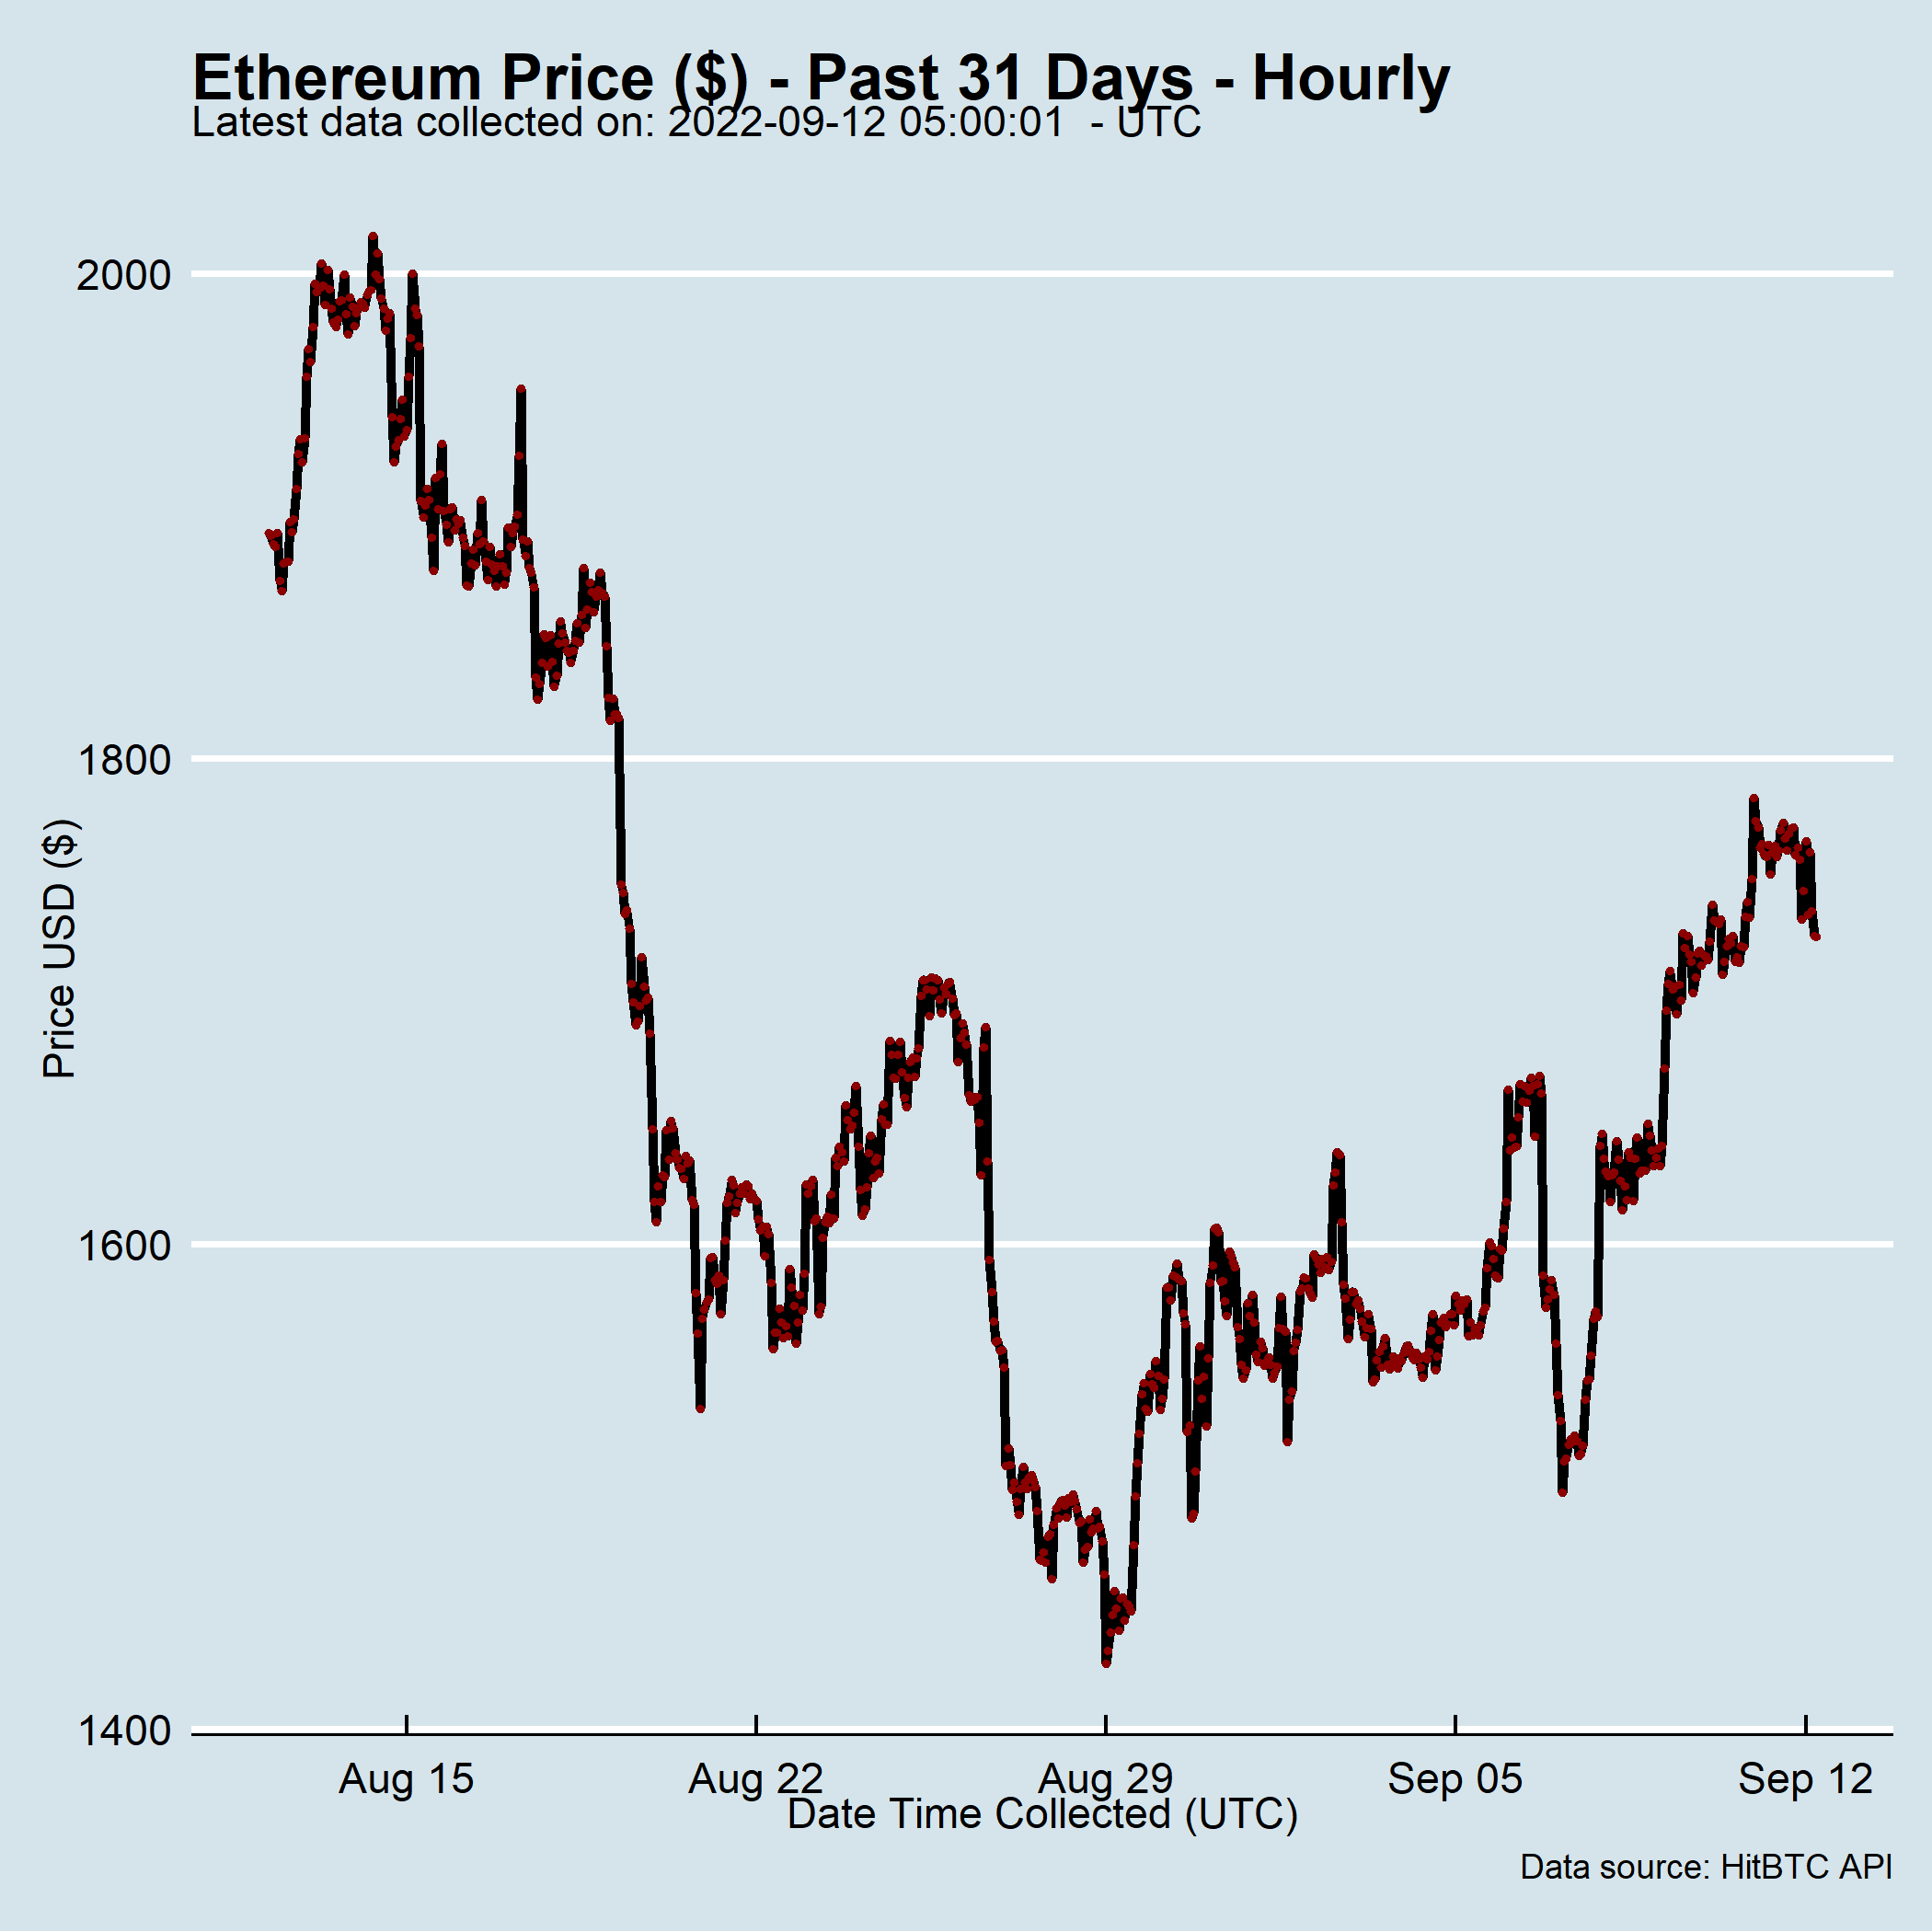 Ethereum Price ($) - Past 31 Days - Hourly
Latest data collected on: 2022-09-12 05:00:01  - UTC
2000
1800
1600
1400
Price USD ($)
Aug 15 Aug 22 Aug 29 Sep 05 Sep 12
Date Time Collected (UTC)
Data source: HitBTC API